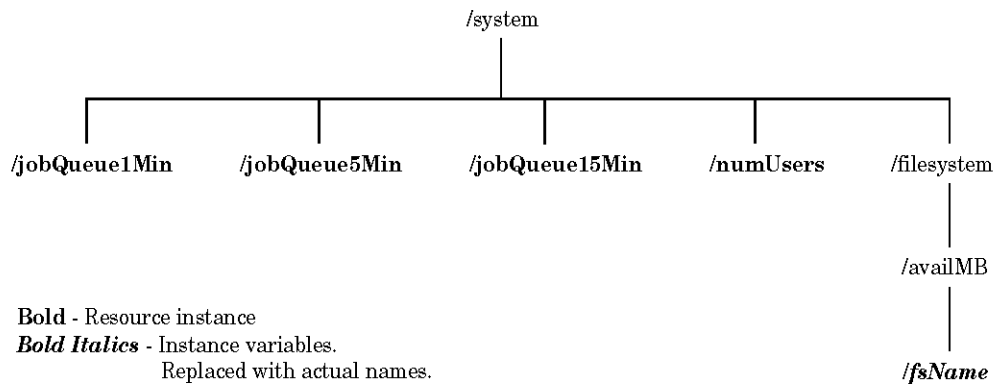 /system
/jobQueue1Min
/jobQueue5Min
/jobQueue15Min
/numUsers
/filesystem
/availMB
/fsName
Bold - Resource instance
Bold Italics - Instance variables.
Replaced with actual names.